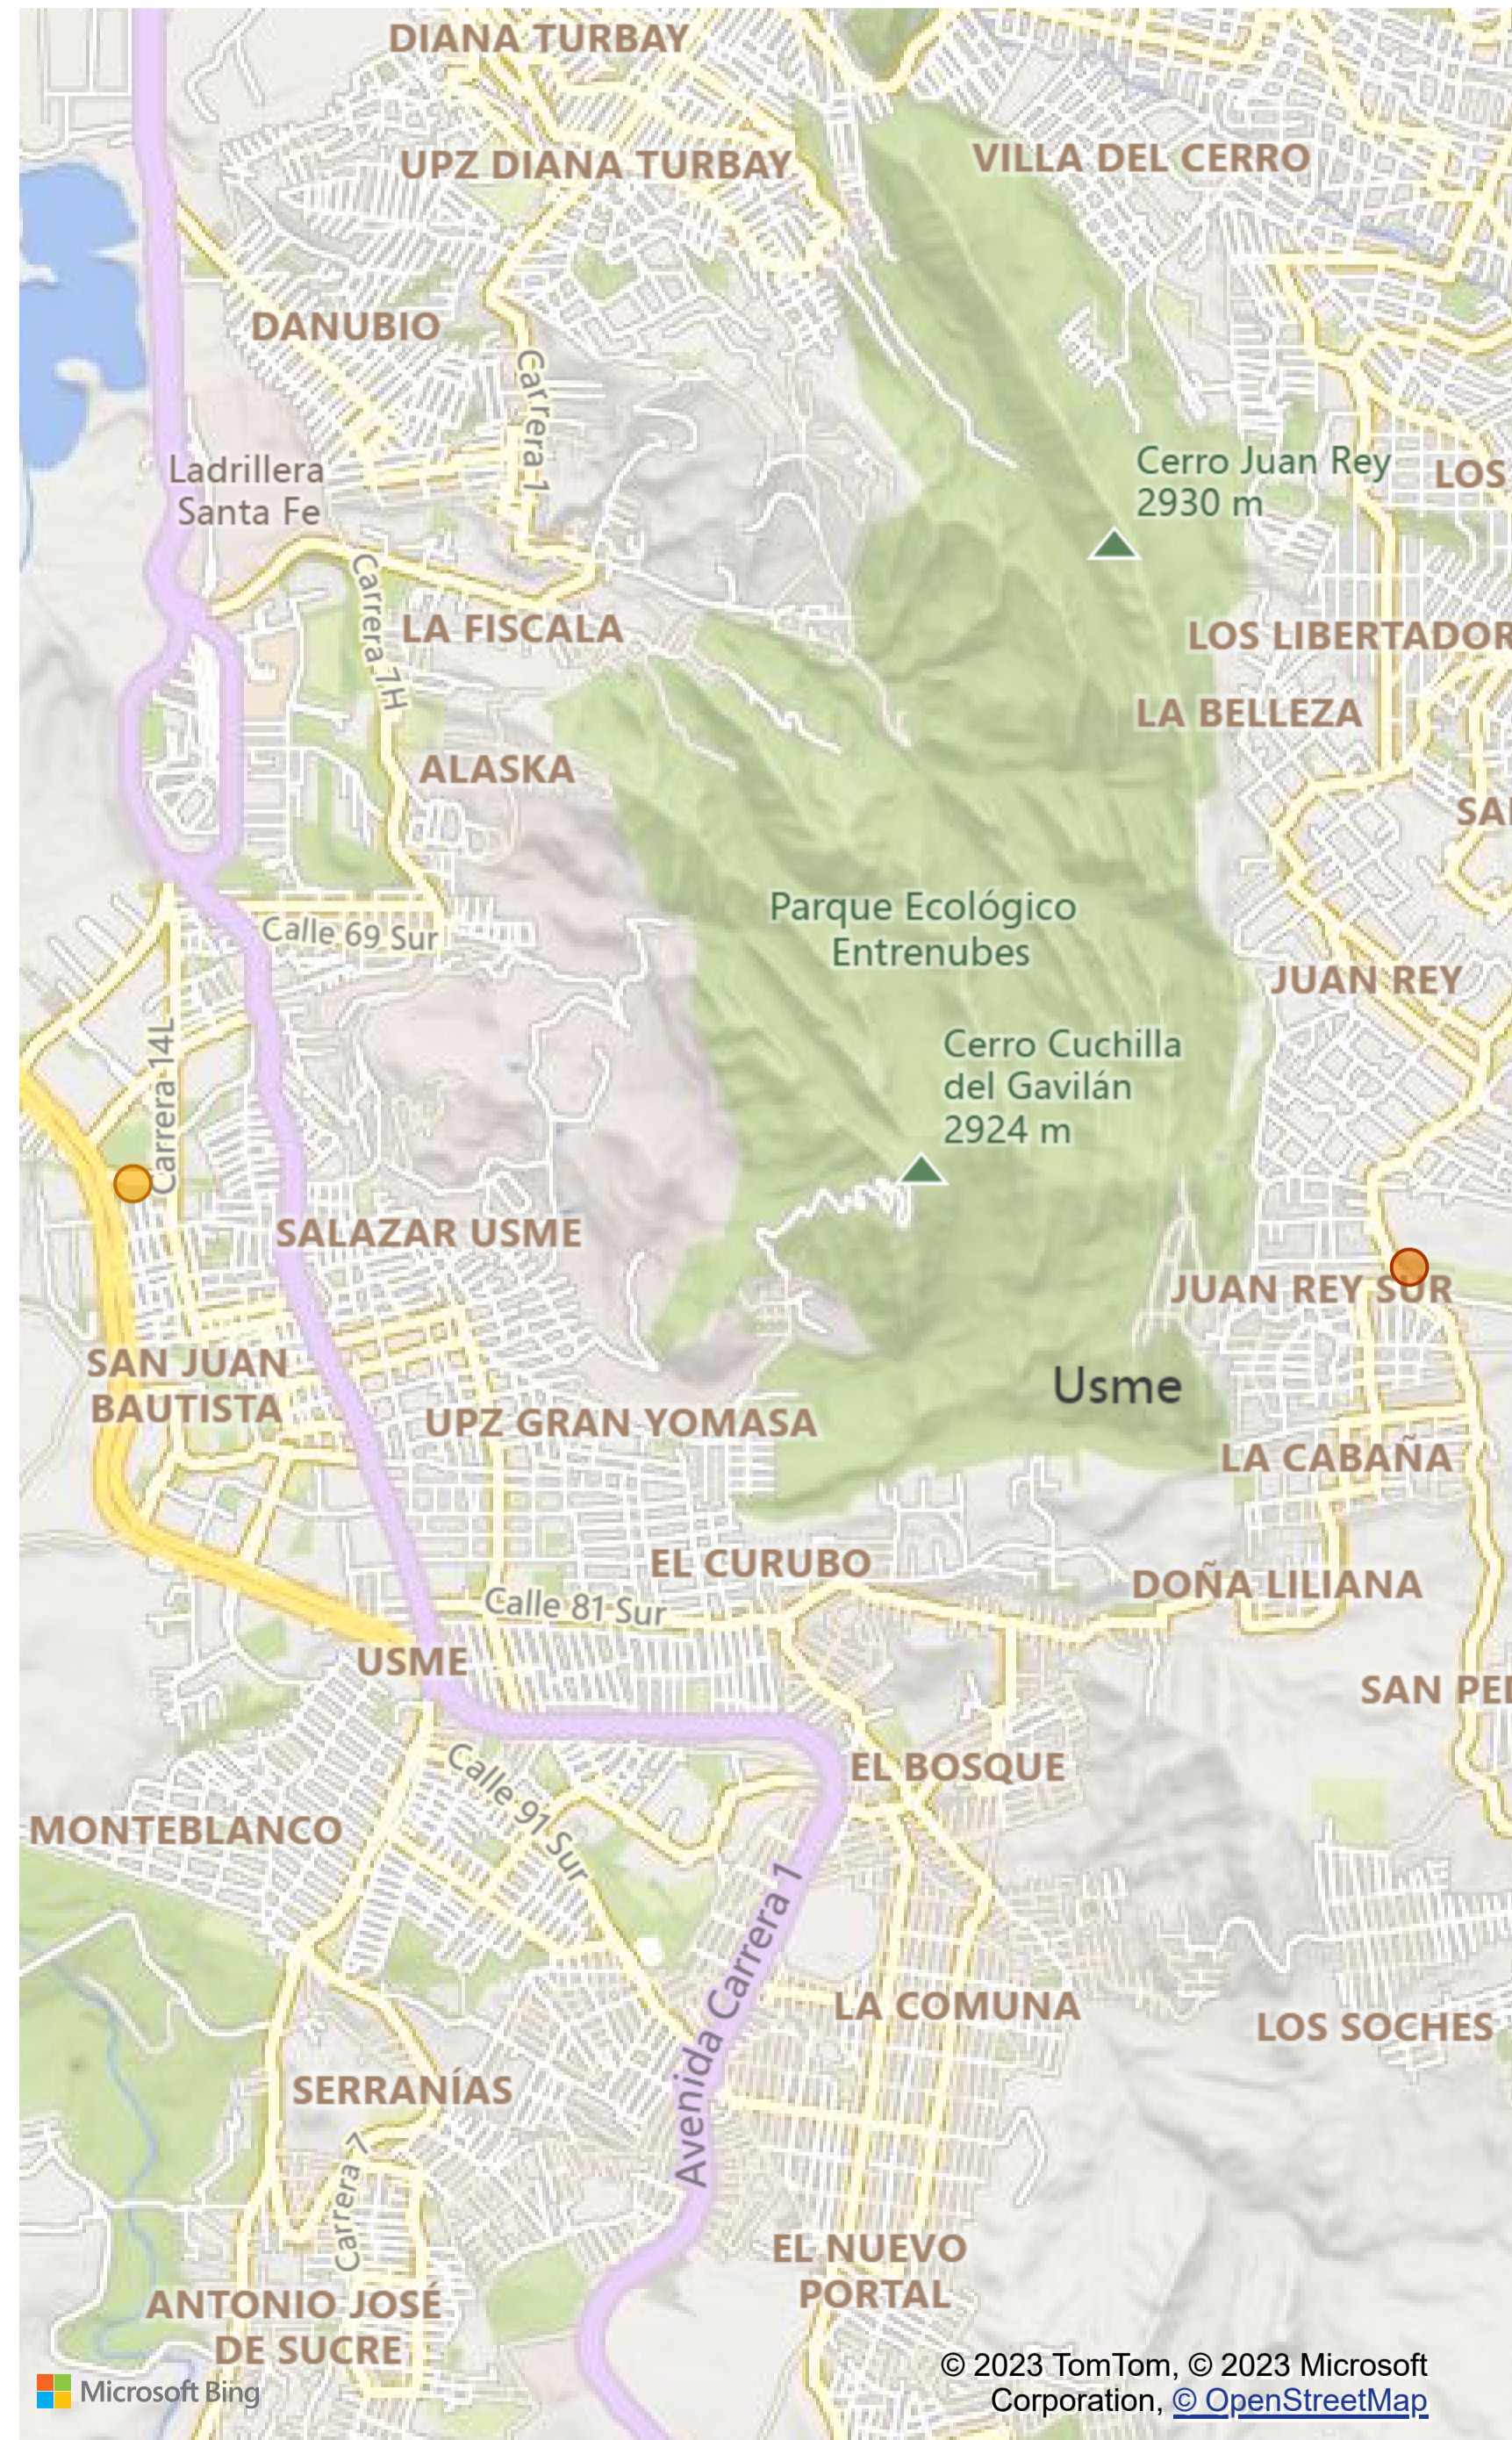 DIANA TURBAY
UPZ DIANA TURBAY
VILLA DEL CERRO
DANUBIO
Carrera 1
Ladrillera
Santa Fe
Cerro Juan Rey
2930 m
LOS
Carrera 7H
LA FISCALA
LOS LIBERTADOR
LA BELLEZA
ALASKA
SA
Parque Ecológico
Entrenubes
Calle 69 Sur
JUAN REY
Carrera 14L
Cerro Cuchilla
del Gavilán
2924 m
SALAZAR USME
JUAN REY SUR
SAN JUAN
BAUTISTA
Usme
UPZ GRAN YOMASA
LA CABAÑA
EL CURUBO
DOÑA LILIANA
Calle 81 Sur
USME
SAN PE
EL BOSQUE
Calle 91 Sur
MONTEBLANCO
Avenida Carrera 1
LA COMUNA
LOS SOCHES
SERRANÍAS
Carrera 7
EL NUEVO
PORTAL
ANTONIO JOSÉ
DE SUCRE
Microsoft Bing
© 2023 TomTom, © 2023 Microsoft
Corporation, © OpenStreetMap